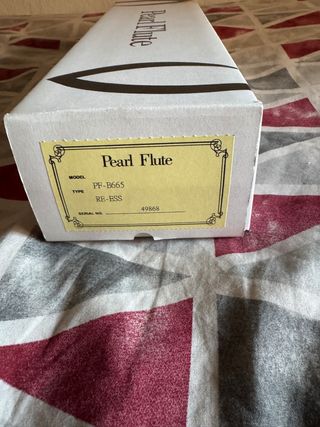 Pearl Flute
Pearl Flute
MODEL PF-B665
TYPE RE-ESS
SERIAL NO. 49868